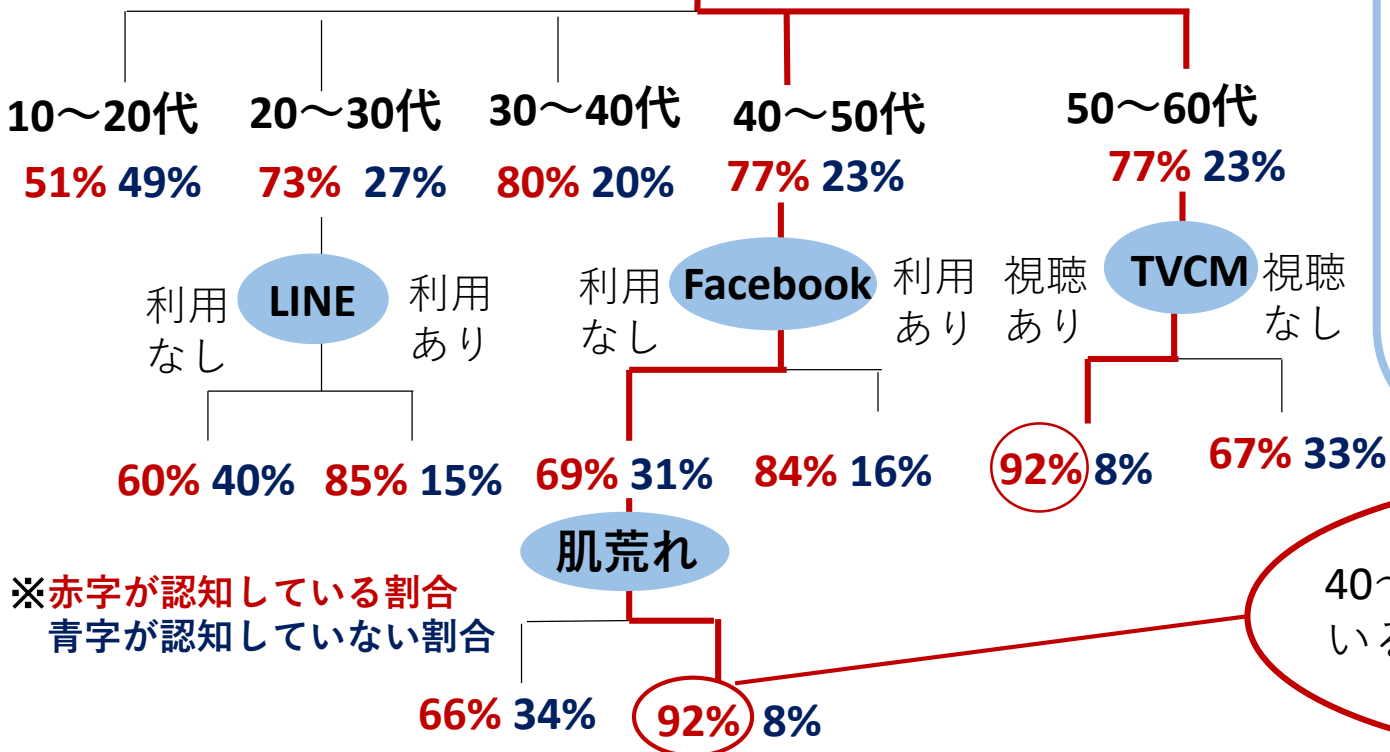 10～20代 20～30代 30～40代 40～50代 50～60代
51% 49% 73% 27% 80% 20% 77% 23% 77% 23%
利用
なし
LINE
利用
あり
利用
なし
Facebook
利用
あり
視聴
あり
TVCM
視聴
なし
60% 40% 85% 15% 69% 31% 84% 16% 92% 8% 67% 33%
肌荒れ
※赤字が認知している割合
青字が認知していない割合
66% 34% 92% 8%
40～
いる